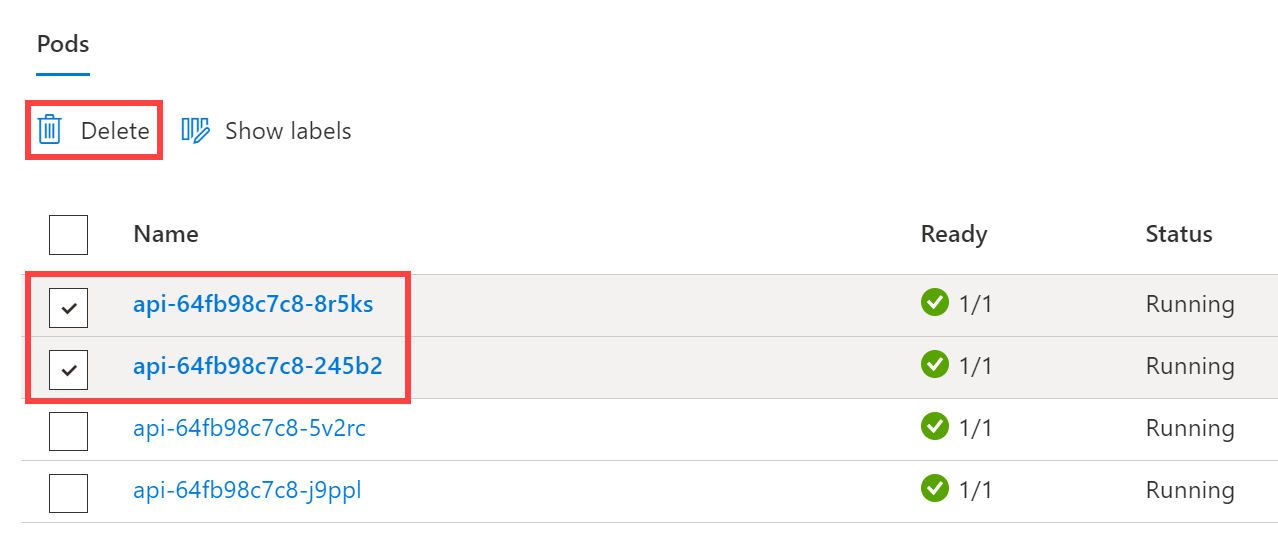 Pods
Delete Show labels
Name Ready Status
api-64fb98c7c8-8r5ks 1/1 Running
api-64fb98c7c8-245b2 1/1 Running
api-64fb98c7c8-5v2rc 1/1 Running
api-64fb98c7c8-j9ppl 1/1 Running